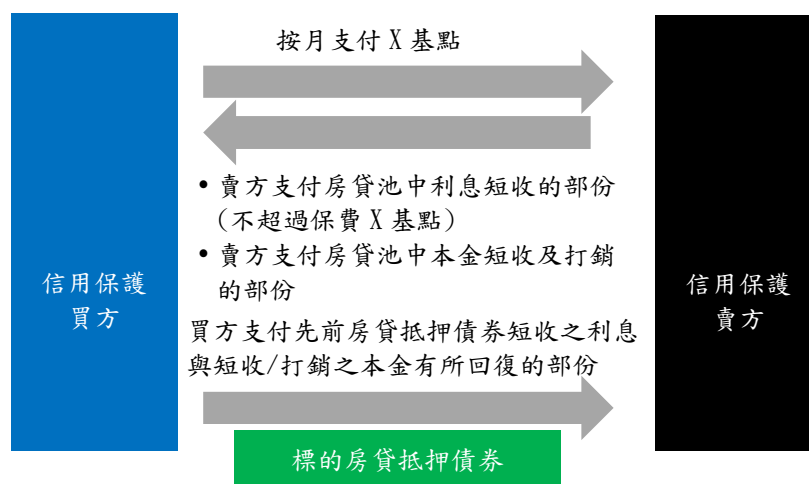 按月支付 X 基點
• 賣方支付房貸池中利息短收的部份
(不超過保費 X 基點)
• 賣方支付房貸池中本金短收及打銷
的部份
信用保護
買方
信用保護
賣方
買方支付先前房貸抵押債券短收之利息
與短收/打銷之本金有所回復的部份
標的房貸抵押債券